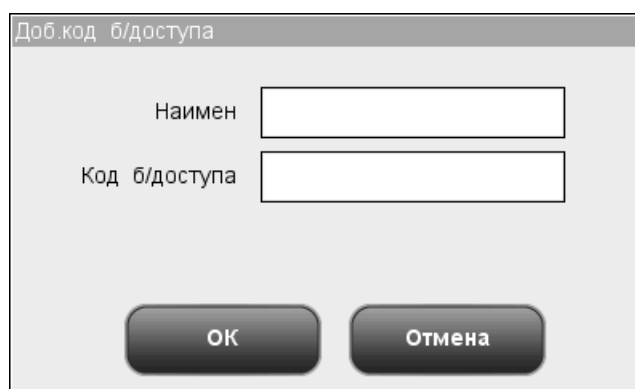 Доб.код б/доступа
Наимен
Код б/доступа
ОК
Отмена